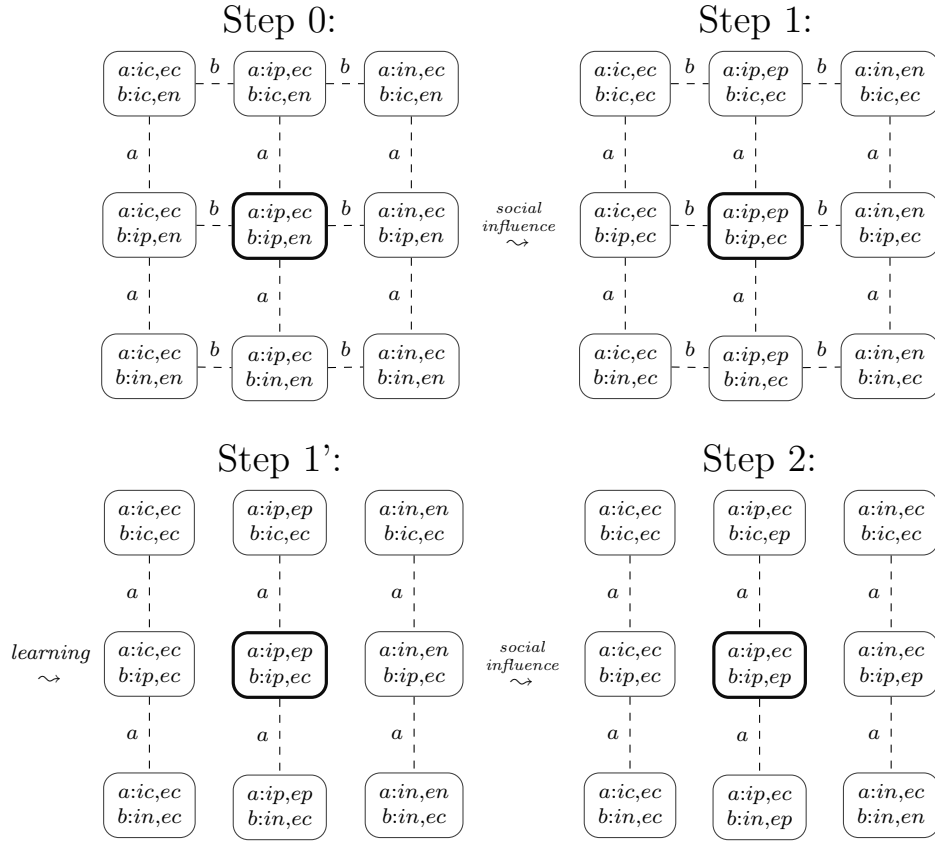 Step 0: Step 1:
a:ic,ec b a:ip,ec b a:in,ec a:ic,ec b a:ip,ep b a:in,en
b:ic,en b:ic,en b:ic,en b:ic,ec b:ic,ec b:ic,ec
a a a a a a
a:ic,ec b a:ip,ec b a:in,ec social a:ic,ec b a:ip,ep b a:in,en
b:ip,en b:ip,en b:ip,en influence b:ip,ec b:ip,ec b:ip,ec
⇝
a a a a a a
a:ic,ec b a:ip,ec b a:in,ec a:ic,ec b a:ip,ep b a:in,en
b:in,en b:in,en b:in,en b:in,ec b:in,ec b:in,ec
Step 1': Step 2:
a:ic,ec a:ip,ep a:in,en a:ic,ec a:ip,ec a:in,ec
b:ic,ec b:ic,ec b:ic,ec b:ic,ec b:ic,ep b:ic,ec
a a a a a a
learning a:ic,ec a:ip,ep a:in,en social a:ic,ec a:ip,ec a:in,ec
⇝ b:ip,ec b:ip,ec b:ip,ec influence b:ip,ec b:ip,ep b:ip,ep
⇝
a a a a a a
a:ic,ec a:ip,ep a:in,en a:ic,ec a:ip,ec a:in,ec
b:in,ec b:in,ec b:in,ec b:in,ec b:in,ep b:in,en